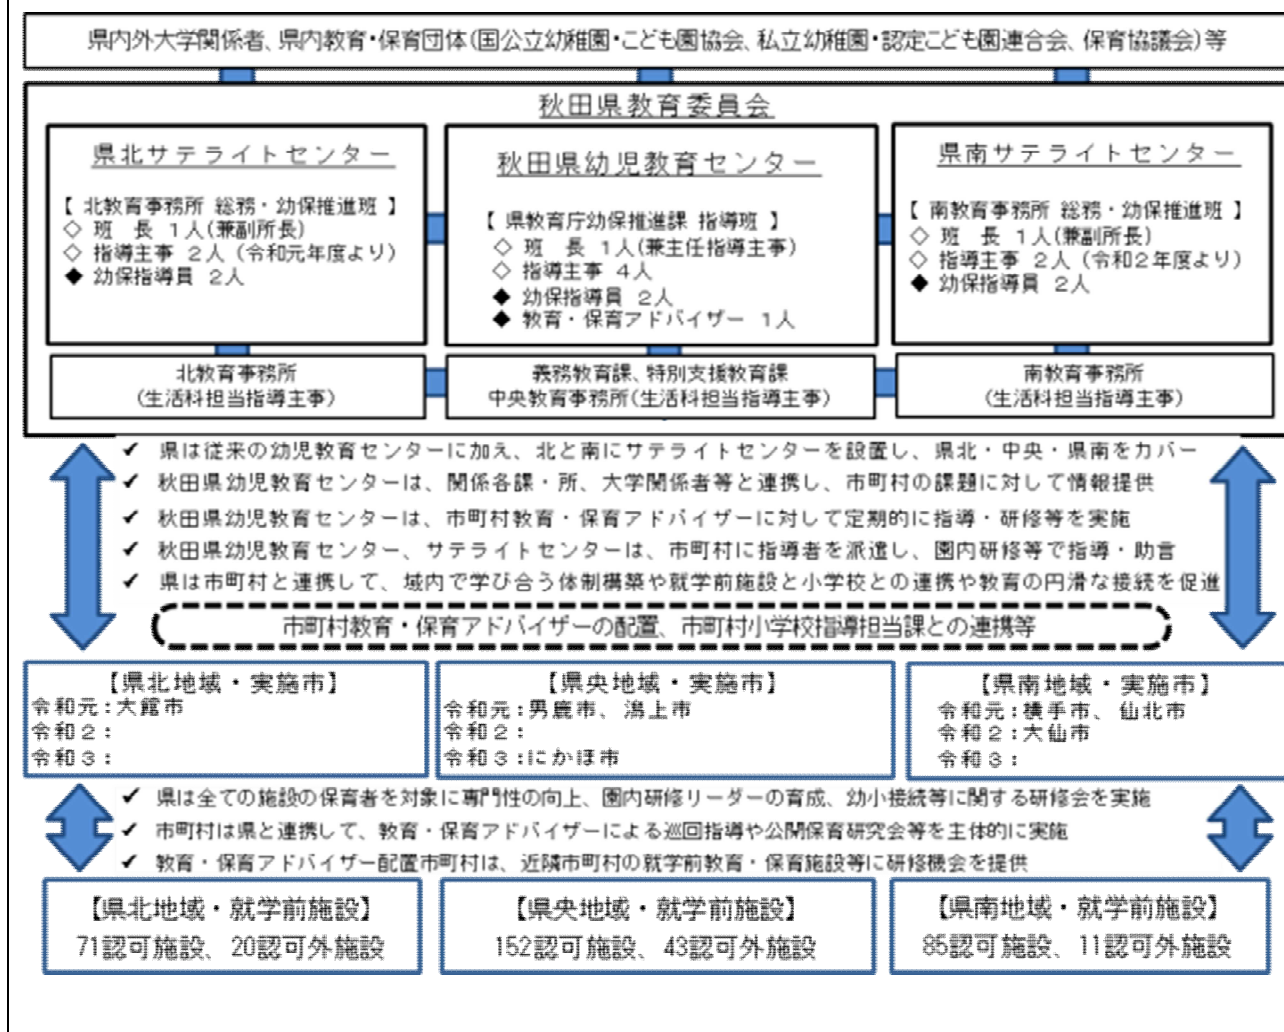 県内外大学関係者、県内教育・保育団体(国公立幼稚園・こども園協会、私立幼稚園・認定こども園連合会、保育協議会)等
秋田県教育委員会
県北サテライトセンター
【 北教育事務所 総務・幼保推進班 】
◇ 班　長 1人(兼副所長)
◇ 指導主事 2人 (令和元年度より)
◆ 幼保指導員 2人
秋田県幼児教育センター
【 県教育庁幼保推進課 指導班 】
◇ 班　長 1人(兼主任指導主事)
◇ 指導主事 4人
◆ 幼保指導員 2人
◆ 教育・保育アドバイザー 1人
県南サテライトセンター
【 南教育事務所 総務・幼保推進班 】
◇ 班　長 1人(兼副所長)
◇ 指導主事 2人 (令和2年度より)
◆ 幼保指導員 2人
北教育事務所
(生活科担当指導主事)
義務教育課、特別支援教育課
中央教育事務所(生活科担当指導主事)
南教育事務所
(生活科担当指導主事)
✓ 県は従来の幼児教育センターに加え、北と南にサテライトセンターを設置し、県北・中央・県南をカバー
✓ 秋田県幼児教育センターは、関係各課・所、大学関係者等と連携し、市町村の課題に対して情報提供
✓ 秋田県幼児教育センターは、市町村教育・保育アドバイザーに対して定期的に指導・研修等を実施
✓ 秋田県幼児教育センター、サテライトセンターは、市町村に指導者を派遣し、園内研修等で指導・助言
✓ 県は市町村と連携して、域内で学び合う体制構築や就学前施設と小学校との連携や教育の円滑な接続を促進
市町村教育・保育アドバイザーの配置、市町村小学校指導担当課との連携等
【県北地域・実施市】
令和元:大館市
令和2:
令和3:
【県央地域・実施市】
令和元:男鹿市、潟上市
令和2:
令和3:にかほ市
【県南地域・実施市】
令和元:横手市、仙北市
令和2:大仙市
令和3:
✓ 県は全ての施設の保育者を対象に専門性の向上、園内研修リーダーの育成、幼小接続等に関する研修会を実施
✓ 市町村は県と連携して、教育・保育アドバイザーによる巡回指導や公開保育研究会等を主体的に実施
✓ 教育・保育アドバイザー配置市町村は、近隣市町村の就学前教育・保育施設等に研修機会を提供
【県北地域・就学前施設】
71認可施設、20認可外施設
【県央地域・就学前施設】
152認可施設、43認可外施設
【県南地域・就学前施設】
85認可施設、11認可外施設